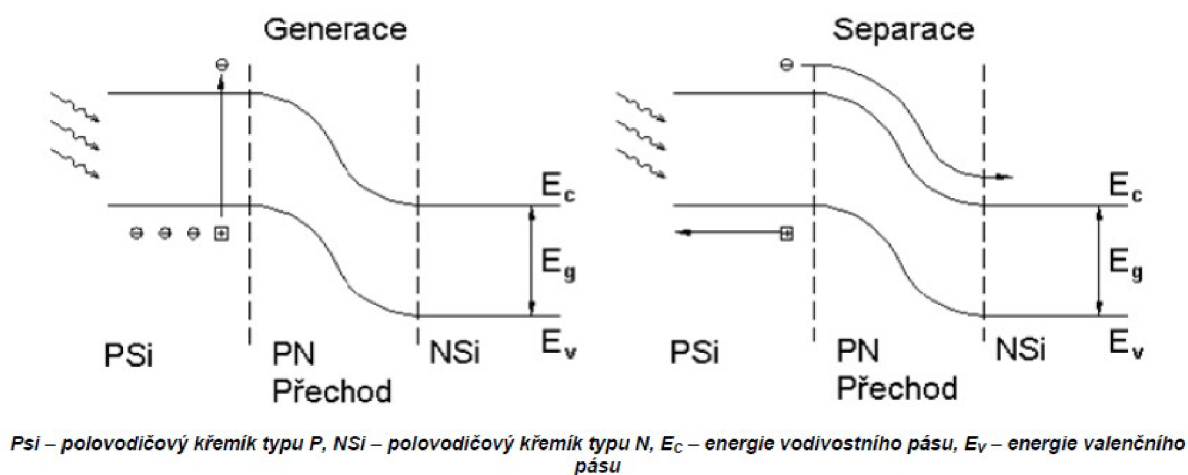 Generace
Separace
E_c
E_g
E_v
PSi
PN
Přechod
NSi
E_c
E_g
E_v
PSi
PN
Přechod
NSi
Psi – polovodičový křemík typu P, NSi – polovodičový křemík typu N, E_C – energie vodivostního pásu, E_V – energie valenčního
pásu